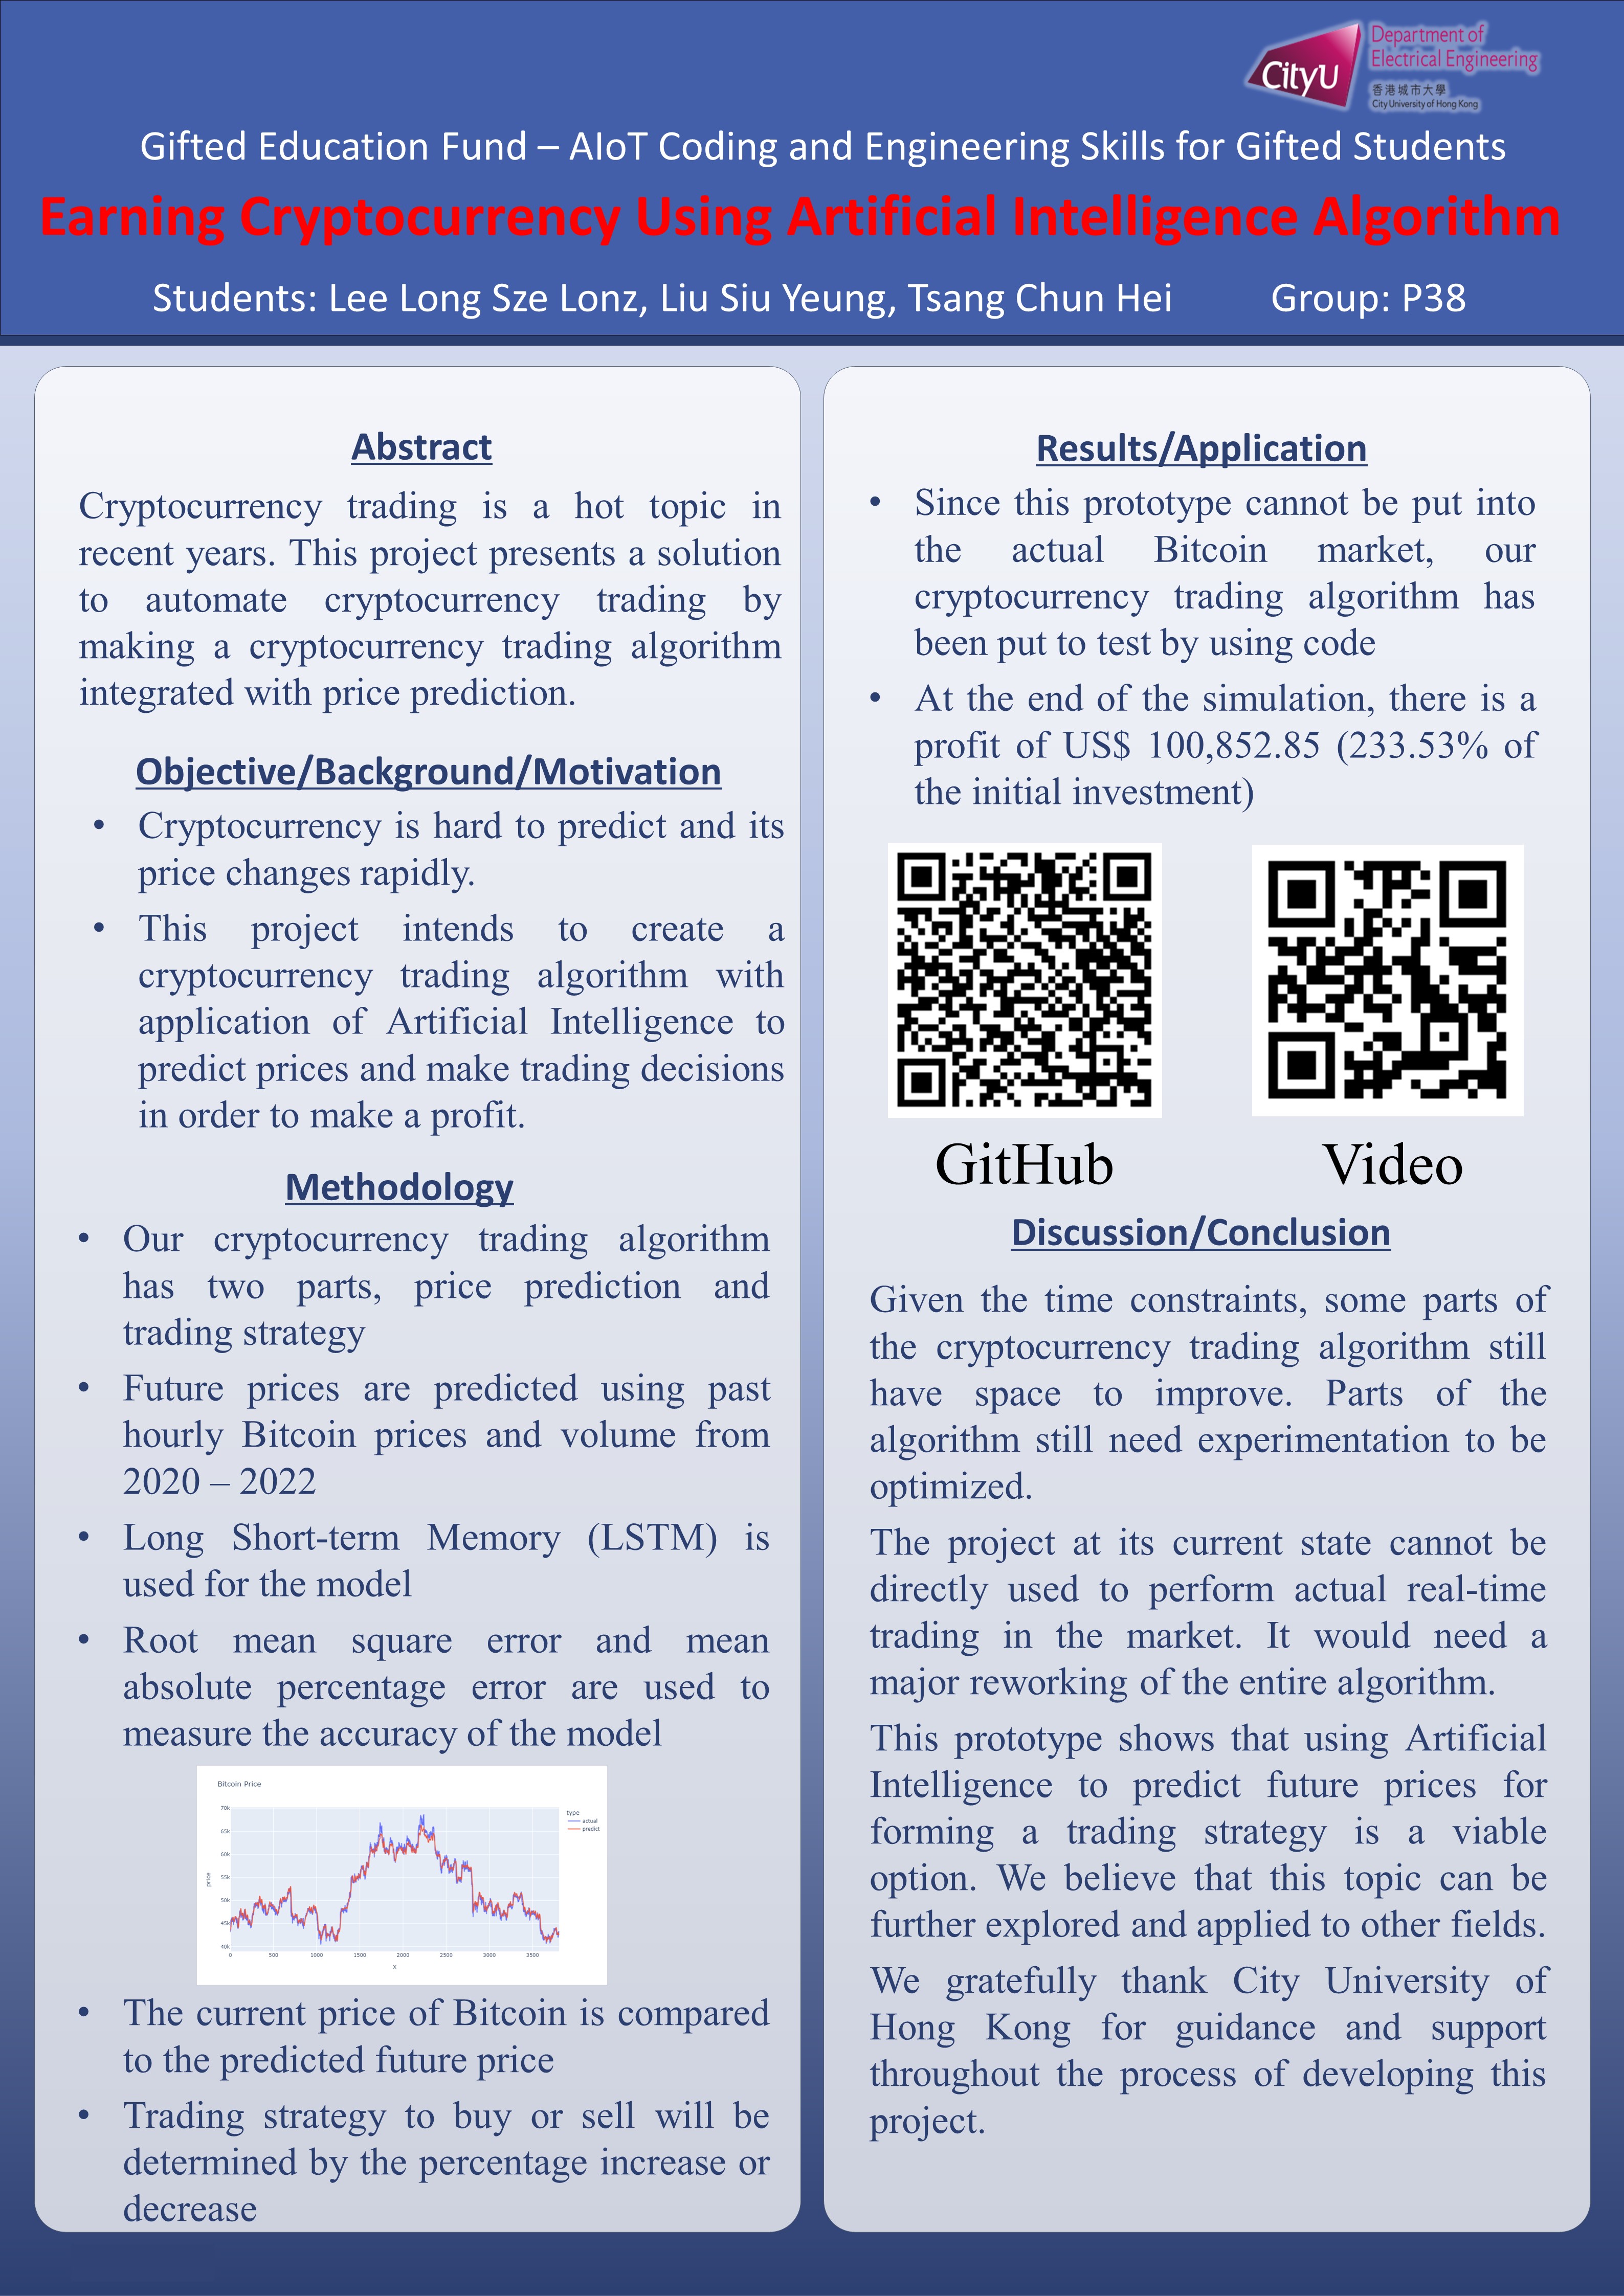 CityU
Department of
Electrical Engineering
香港城市大學
City University of Hong Kong
Gifted Education Fund – AIoT Coding and Engineering Skills for Gifted Students
Earning Cryptocurrency Using Artificial Intelligence Algorithm
Students: Lee Long Sze Lonz, Liu Siu Yeung, Tsang Chun Hei Group: P38
Abstract
Cryptocurrency trading is a hot topic in
recent years. This project presents a solution
to automate cryptocurrency trading by
making a cryptocurrency trading algorithm
integrated with price prediction.
Objective/Background/Motivation
• Cryptocurrency is hard to predict and its
price changes rapidly.
• This project intends to create a
cryptocurrency trading algorithm with
application of Artificial Intelligence to
predict prices and make trading decisions
in order to make a profit.
Methodology
• Our cryptocurrency trading algorithm
has two parts, price prediction and
trading strategy
• Future prices are predicted using past
hourly Bitcoin prices and volume from
2020 – 2022
• Long Short-term Memory (LSTM) is
used for the model
• Root mean square error and mean
absolute percentage error are used to
measure the accuracy of the model
Bitcoin Price
type
actual
predict
price
70k
65k
60k
55k
50k
45k
40k
0 500 1000 1500 2000 2500 3000 3500
x
• The current price of Bitcoin is compared
to the predicted future price
• Trading strategy to buy or sell will be
determined by the percentage increase or
decrease
Results/Application
• Since this prototype cannot be put into
the actual Bitcoin market, our
cryptocurrency trading algorithm has
been put to test by using code
• At the end of the simulation, there is a
profit of US$ 100,852.85 (233.53% of
the initial investment)
GitHub Video
Discussion/Conclusion
Given the time constraints, some parts of
the cryptocurrency trading algorithm still
have space to improve. Parts of the
algorithm still need experimentation to be
optimized.
The project at its current state cannot be
directly used to perform actual real-time
trading in the market. It would need a
major reworking of the entire algorithm.
This prototype shows that using Artificial
Intelligence to predict future prices for
forming a trading strategy is a viable
option. We believe that this topic can be
further explored and applied to other fields.
We gratefully thank City University of
Hong Kong for guidance and support
throughout the process of developing this
project.